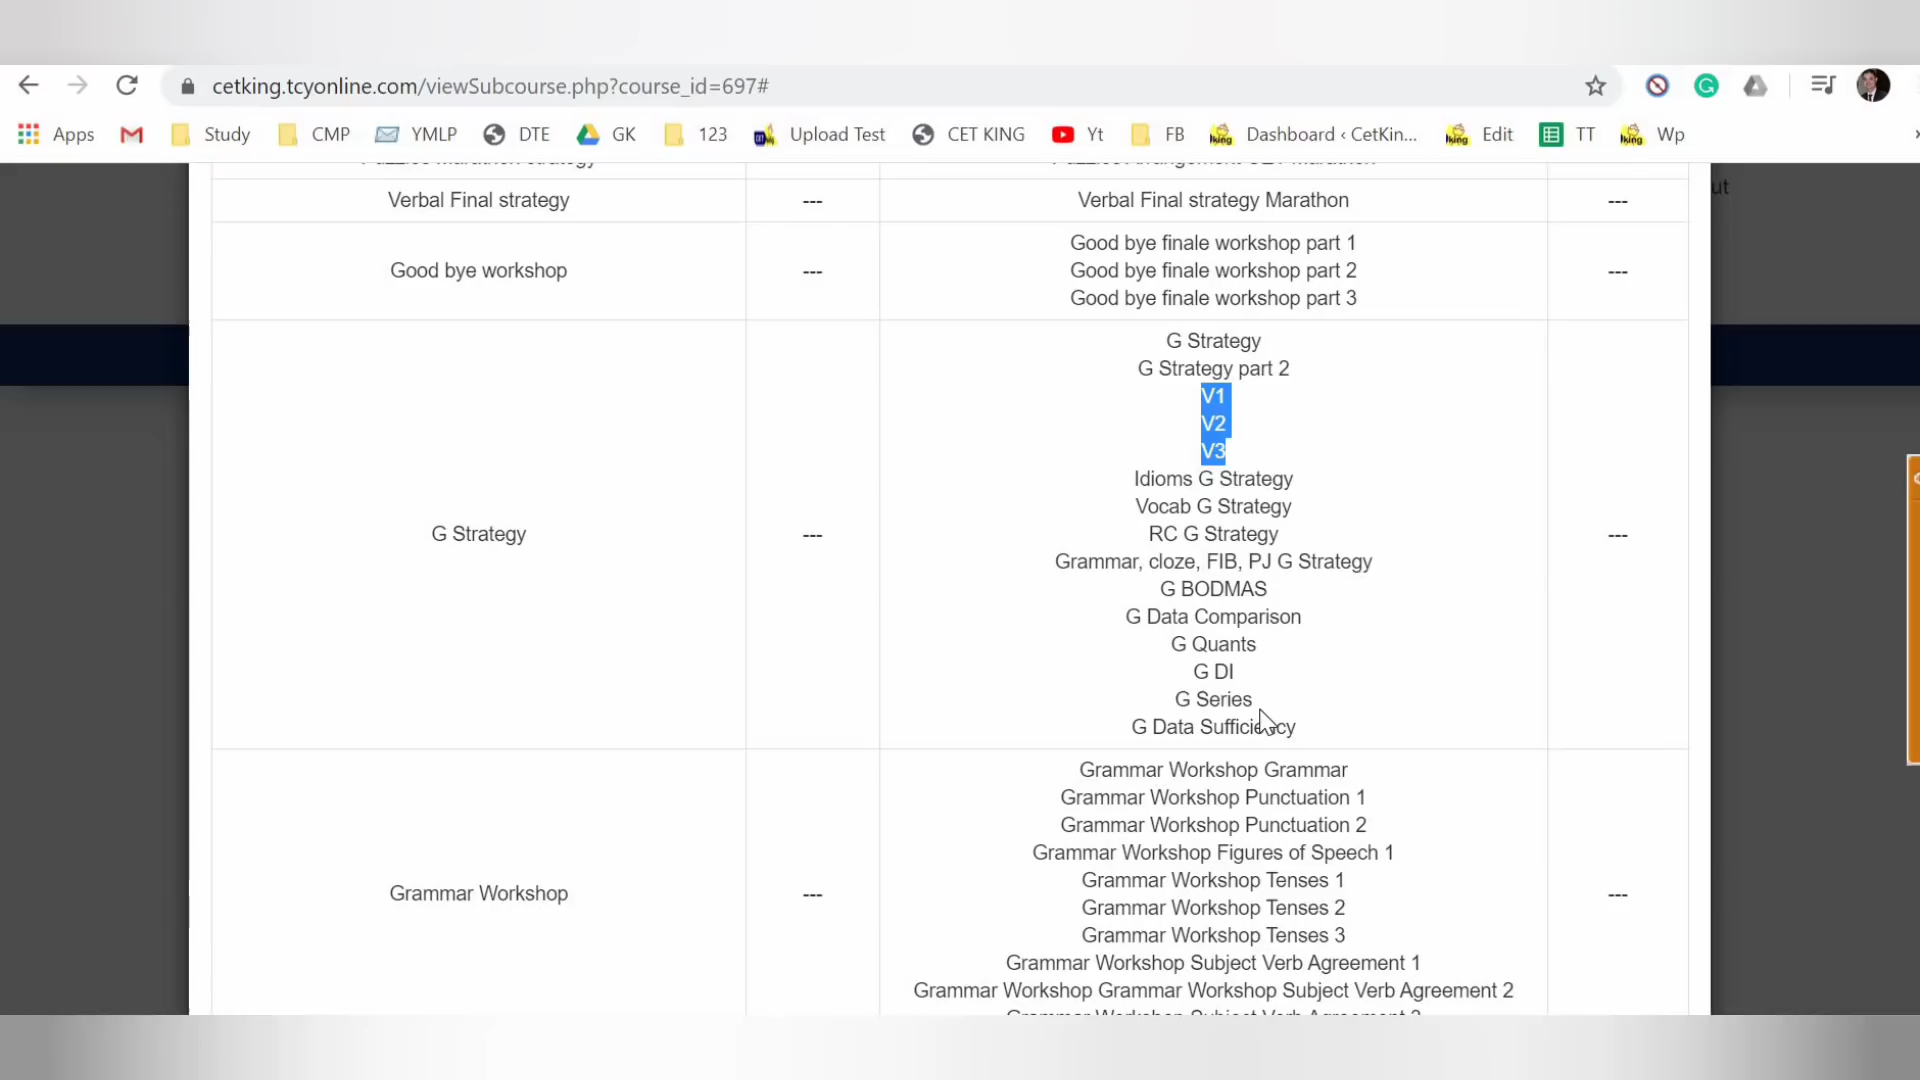 cetking.tcyonline.com/viewSubcourse.php?course_id=697#
Apps Study CMP YMLP DTE GK 123 Upload Test CET KING Yt FB Dashboard ‹ CetKin... Edit TT Wp
ut
Verbal Final strategy --- Verbal Final strategy Marathon ---
Good bye finale workshop part 1
Good bye workshop --- Good bye finale workshop part 2 ---
Good bye finale workshop part 3
G Strategy
G Strategy part 2
V1
V2
V3
Idioms G Strategy
Vocab G Strategy
G Strategy --- RC G Strategy ---
Grammar, cloze, FIB, PJ G Strategy
G BODMAS
G Data Comparison
G Quants
G DI
G Series
G Data Sufficiency
Grammar Workshop Grammar
Grammar Workshop Punctuation 1
Grammar Workshop Punctuation 2
Grammar Workshop Figures of Speech 1
Grammar Workshop Tenses 1
Grammar Workshop --- Grammar Workshop Tenses 2 ---
Grammar Workshop Tenses 3
Grammar Workshop Subject Verb Agreement 1
Grammar Workshop Grammar Workshop Subject Verb Agreement 2